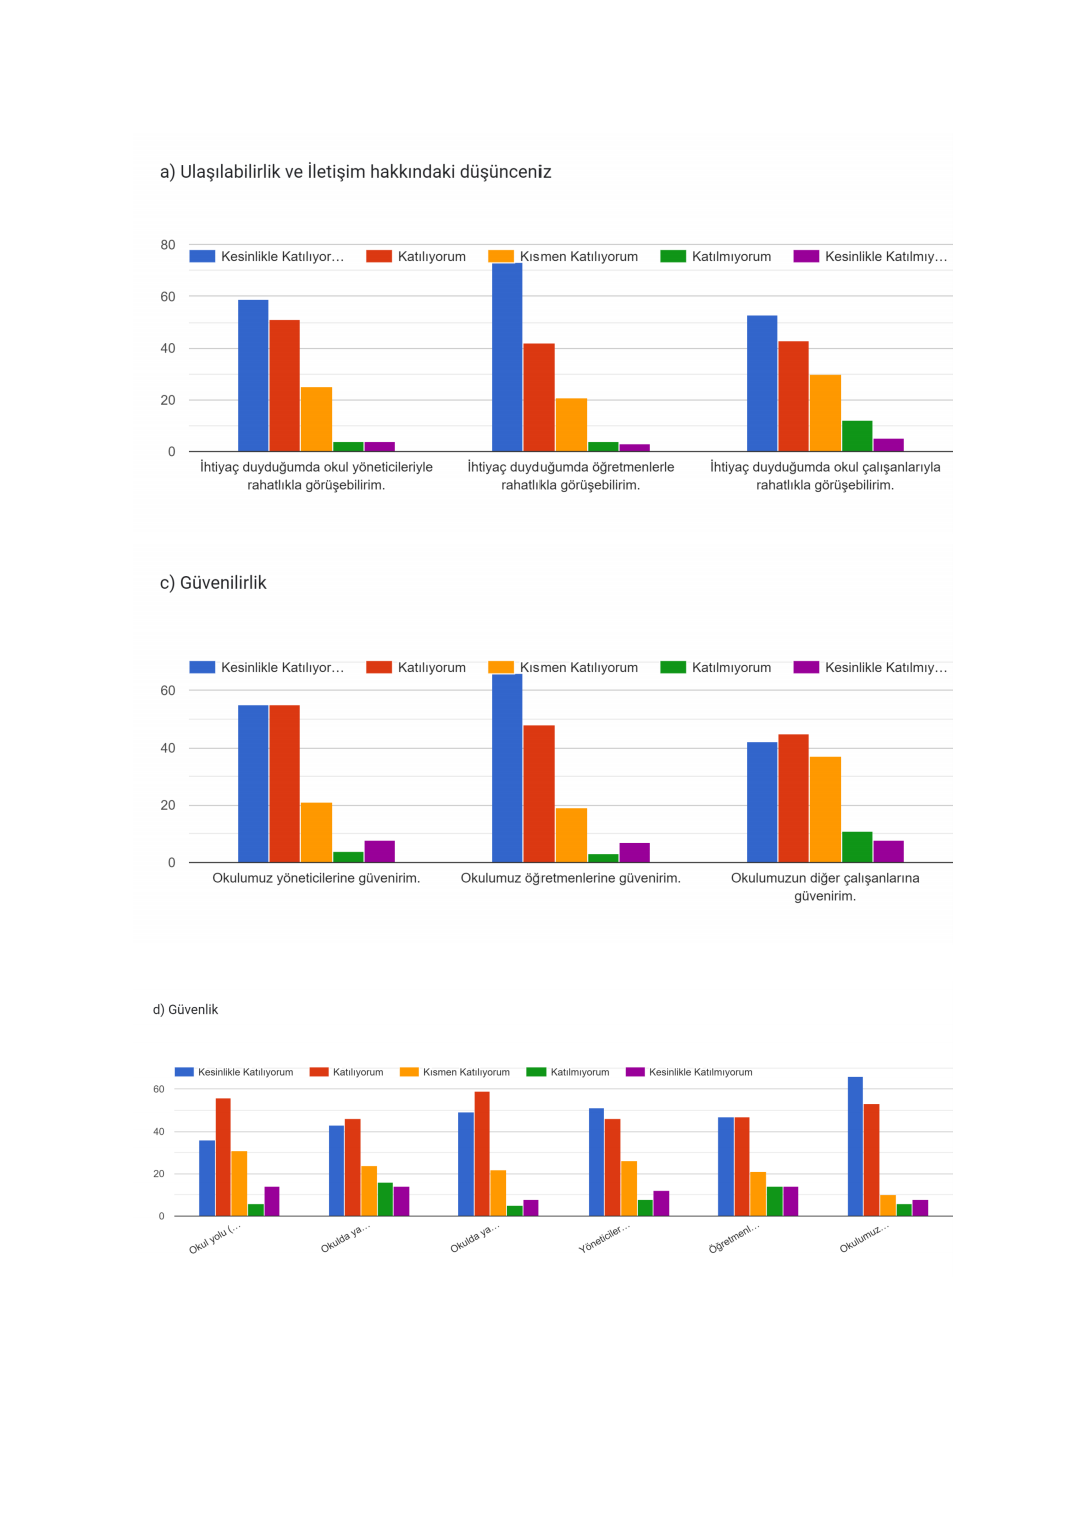 a) Ulaşılabilirlik ve İletişim hakkındaki düşünceniz
80
Kesinlikle Katılıyor... Katılıyorum Kısmen Katılıyorum Katılmıyorum Kesinlikle Katılmıy...
60
40
20
0
İhtiyaç duyduğumda okul yöneticileriyle rahatlıkla görüşebilirim.
İhtiyaç duyduğumda öğretmenlerle rahatlıkla görüşebilirim.
İhtiyaç duyduğumda okul çalışanlarıyla rahatlıkla görüşebilirim.
c) Güvenilirlik
Kesinlikle Katılıyor... Katılıyorum Kısmen Katılıyorum Katılmıyorum Kesinlikle Katılmıy...
60
40
20
0
Okulumuz yöneticilerine güvenirim.
Okulumuz öğretmenlerine güvenirim.
Okulumuzun diğer çalışanlarına güvenirim.
d) Güvenlik
Kesinlikle Katılıyorum Katılıyorum Kısmen Katılıyorum Katılmıyorum Kesinlikle Katılmıyorum
60
40
20
0
Okul yolu (...
Okulda ya...
Okulda ya...
Yöneticiler...
Öğretmenl...
Okulumuz...